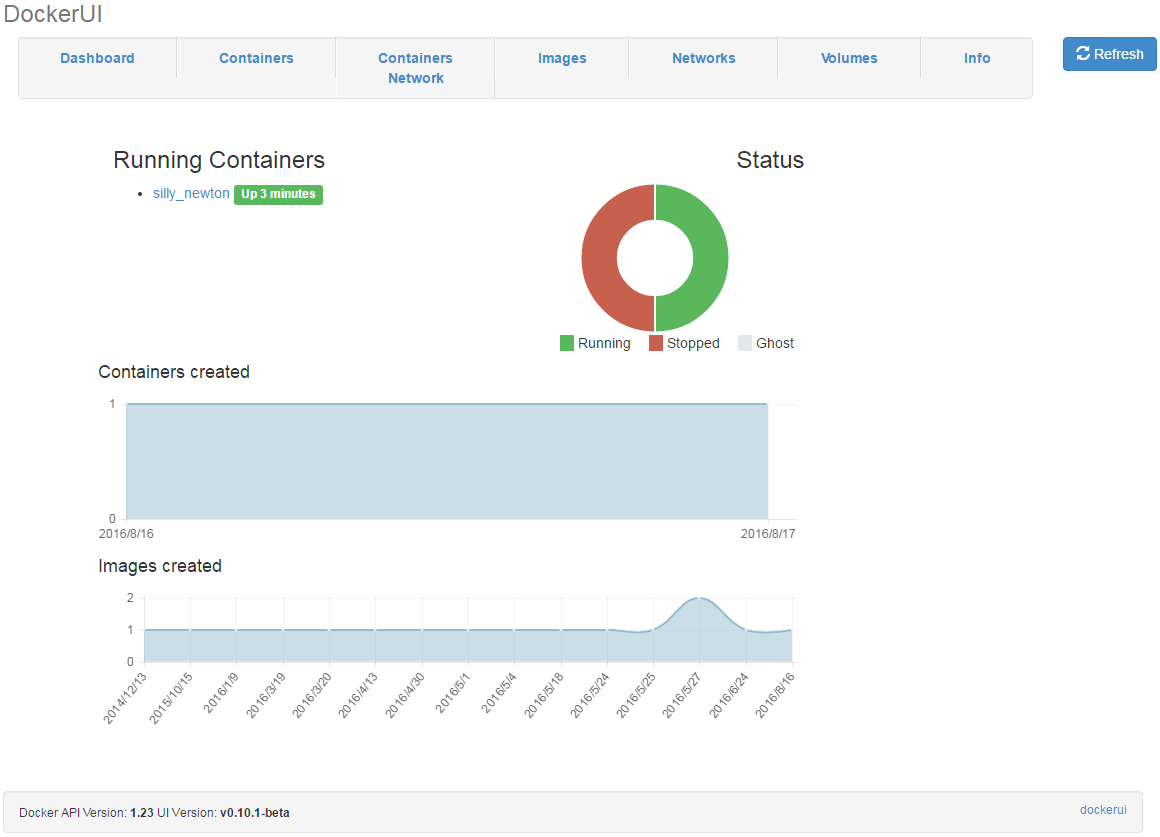 DockerUI
Dashboard
Containers
Containers
Network
Images
Networks
Volumes
Info
Refresh
Running Containers
silly_newton Up 3 minutes
Status
Running
Stopped
Ghost
Containers created
1
0
2016/8/16
2016/8/17
Images created
2
1
0
2014/12/13
2015/10/15
2016/1/9
2016/3/19
2016/3/20
2016/4/13
2016/4/30
2016/5/1
2016/5/4
2016/5/18
2016/5/24
2016/5/25
2016/5/27
2016/6/24
2016/8/16
Docker API Version: 1.23 UI Version: v0.10.1-beta
dockerui